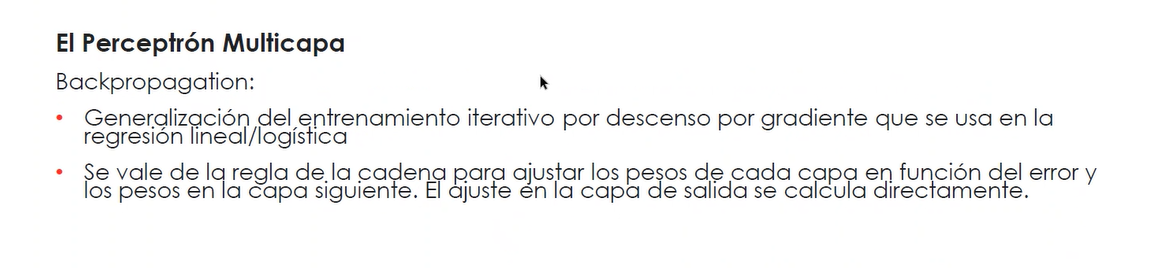 El Perceptrón Multicapa
Backpropagation:
• Generalización del entrenamiento iterativo por descenso por gradiente que se usa en la
regresión lineal/logística
• Se vale de la regla de la cadena para ajustar los pesos de cada capa en función del error y
los pesos en la capa siguiente. El ajuste en la capa de salida se calcula directamente.